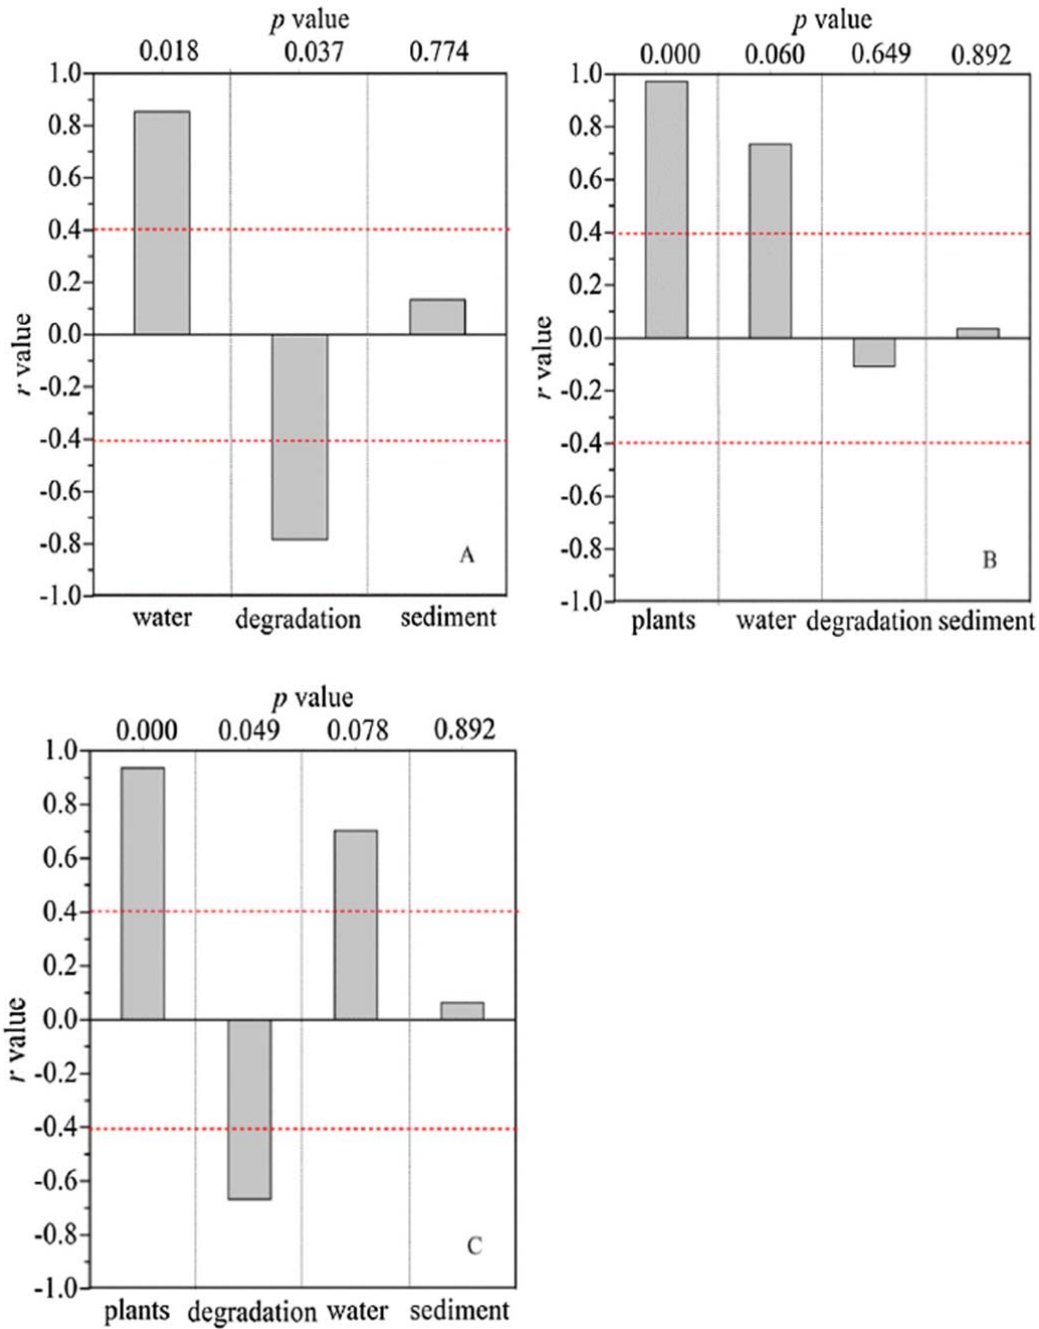 p value
0.018 0.037 0.774
1.0
0.8
0.6
0.4
0.2
0.0
-0.2
-0.4
-0.6
-0.8
-1.0
r value
A
water degradation sediment
p value
0.000 0.060 0.649 0.892
1.0
0.8
0.6
0.4
0.2
0.0
-0.2
-0.4
-0.6
-0.8
-1.0
r value
B
plants water degradation sediment
p value
0.000 0.049 0.078 0.892
1.0
0.8
0.6
0.4
0.2
0.0
-0.2
-0.4
-0.6
-0.8
-1.0
r value
C
plants degradation water sediment